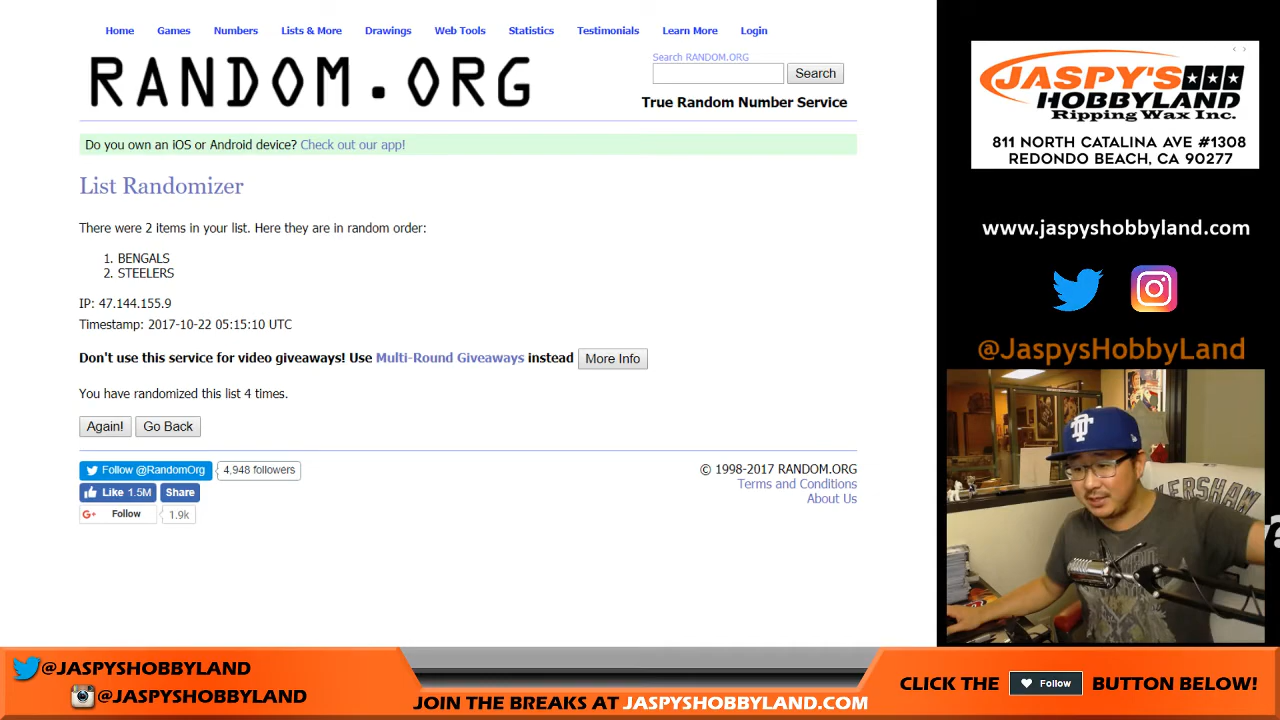 Home Games Numbers Lists & More Drawings Web Tools Statistics Testimonials Learn More Login
RANDOM.ORG
Search RANDOM.ORG
Search
True Random Number Service
Do you own an iOS or Android device? Check out our app!
List Randomizer
There were 2 items in your list. Here they are in random order:
1. BENGALS
2. STEELERS
IP: 47.144.155.9
Timestamp: 2017-10-22 05:15:10 UTC
Don't use this service for video giveaways! Use Multi-Round Giveaways instead More Info
You have randomized this list 4 times.
Again! Go Back
Follow @RandomOrg 4,948 followers
Like 1.5M Share
G+ Follow 1.9k
© 1998-2017 RANDOM.ORG
Terms and Conditions
About Us
JASPY'S
HOBBYLAND
Ripping Wax Inc.
811 NORTH CATALINA AVE #1308
REDONDO BEACH, CA 90277
www.jaspyshobbyland.com
@JaspysHobbyLand
KERSHAW
@JASPYSHOBBYLAND
@JASPYSHOBBYLAND
JOIN THE BREAKS AT JASPYSHOBBYLAND.COM
CLICK THE Follow BUTTON BELOW!